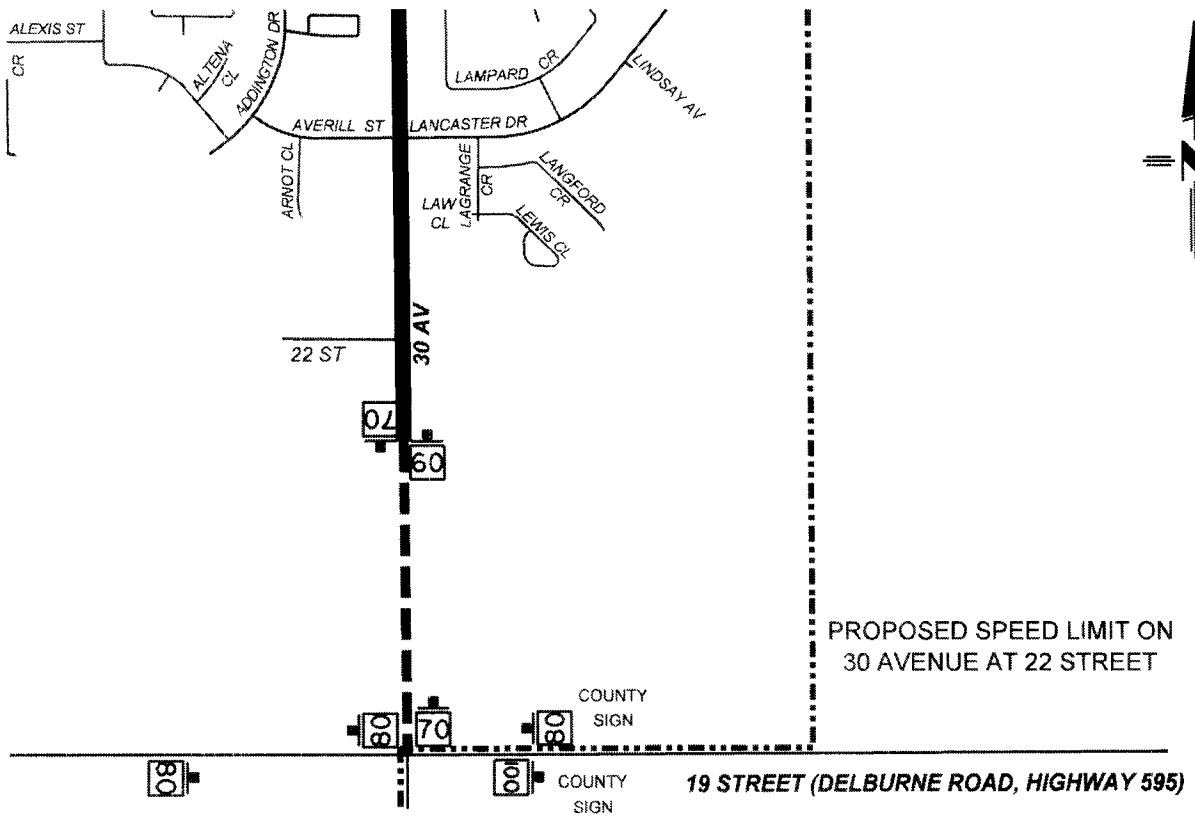 ALEXIS ST
CR
ALTENA
CL
ADDINGTON DR
LAMPARD CR
LINDSAY AV
AVERILL ST
LANCASTER DR
ARNOT CL
LAGRANGE
CR
LANGFORD
CR
LAW
CL
LEWIS CL
30 AV
22 ST
70
60
PROPOSED SPEED LIMIT ON
30 AVENUE AT 22 STREET
COUNTY
SIGN
80
70
80
80
100
COUNTY
SIGN
19 STREET (DELBURNE ROAD, HIGHWAY 595)